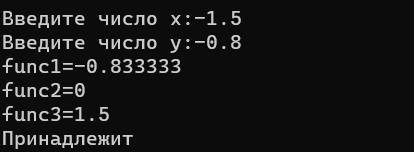 Введите число x:-1.5
Введите число y:-0.8
func1=-0.833333
func2=0
func3=1.5
Принадлежит